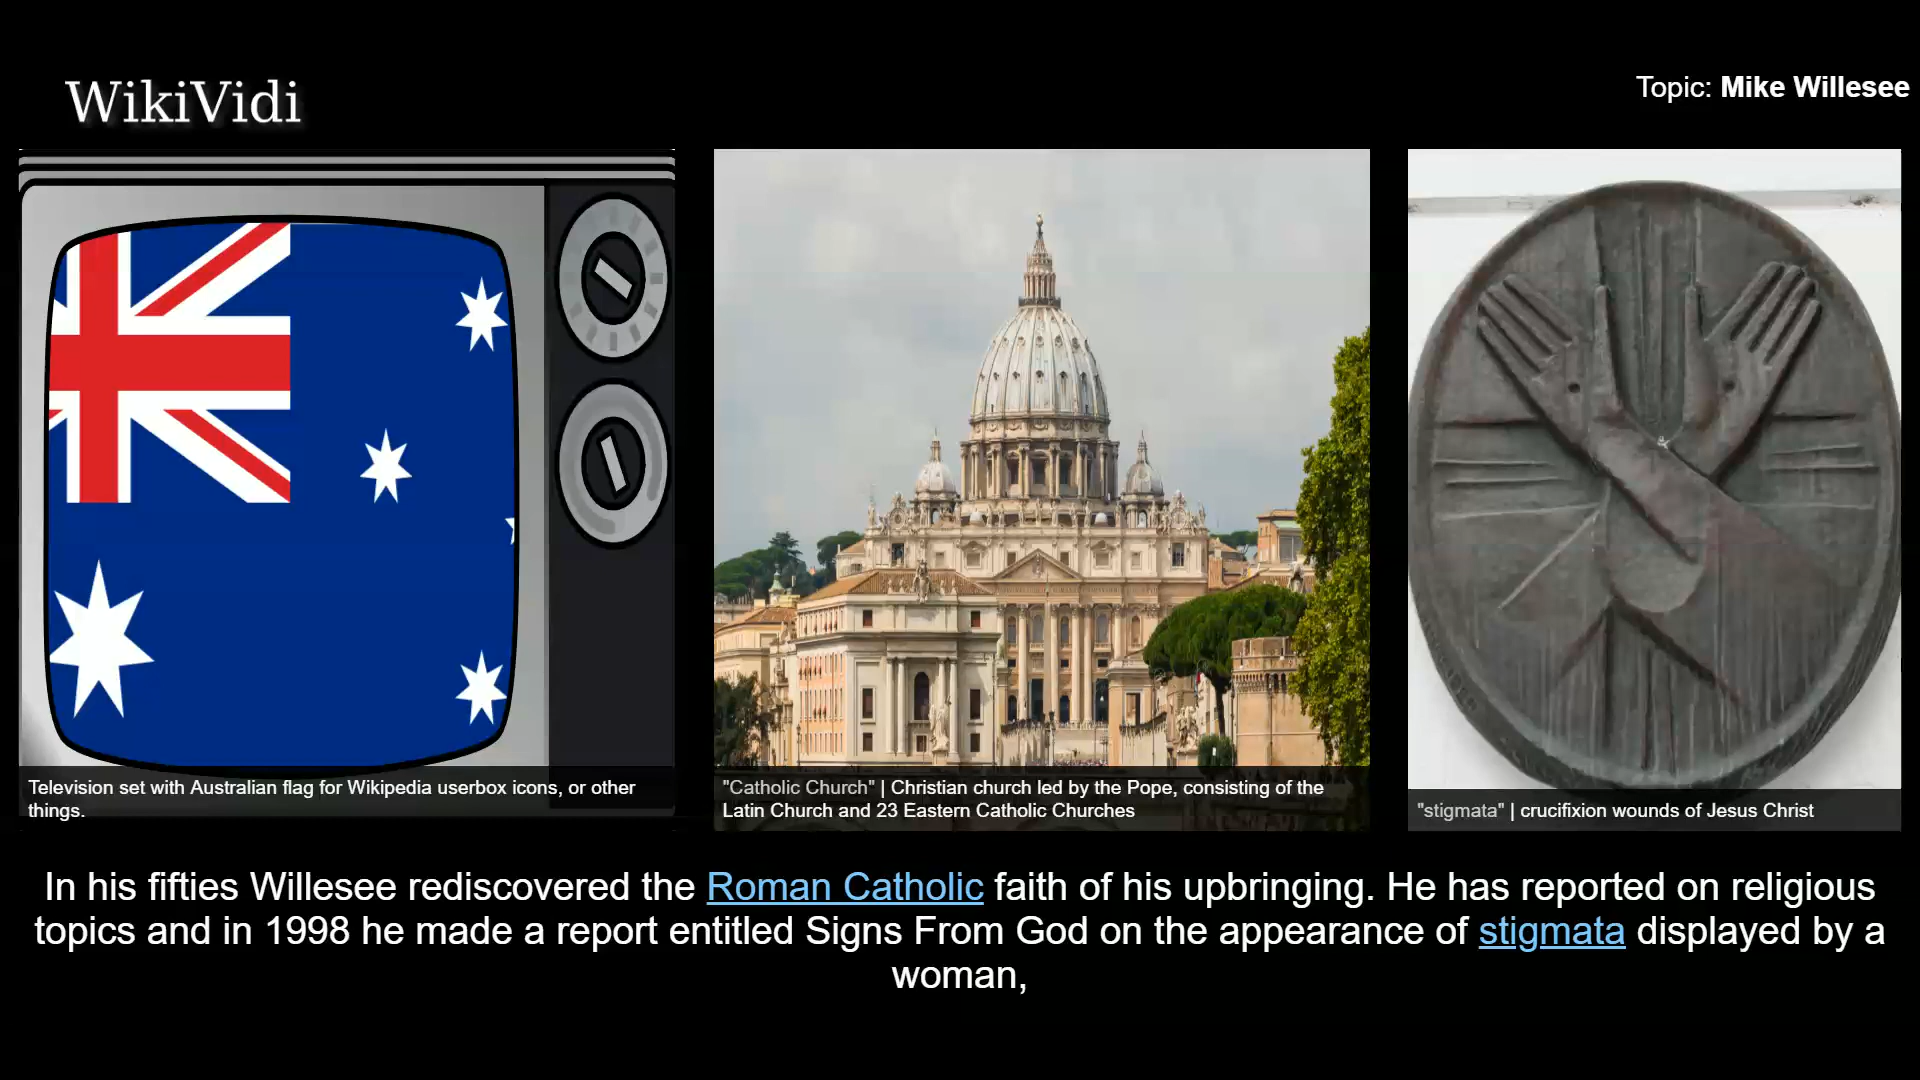 WikiVidi
Topic: Mike Willesee
Television set with Australian flag for Wikipedia userbox icons, or other
things.
"Catholic Church" | Christian church led by the Pope, consisting of the
Latin Church and 23 Eastern Catholic Churches
"stigmata" | crucifixion wounds of Jesus Christ
In his fifties Willesee rediscovered the Roman Catholic faith of his upbringing. He has reported on religious
topics and in 1998 he made a report entitled Signs From God on the appearance of stigmata displayed by a
woman,